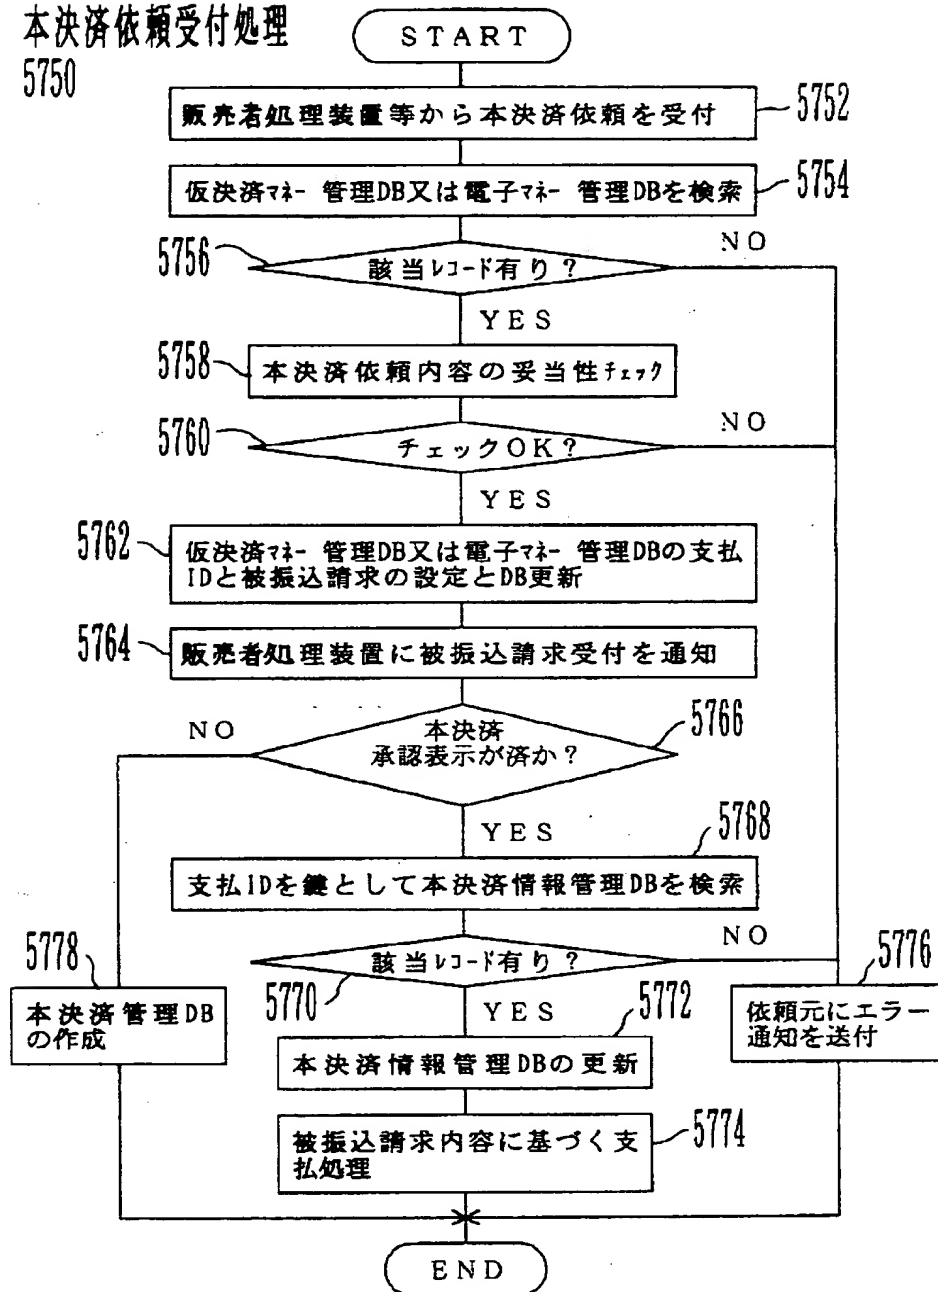 本決済依頼受付処理
5750
START
販売者処理装置等から本決済依頼を受付
5752
仮決済マネー管理DB又は電子マネー管理DBを検索
5754
5756
該当レコード有り?
NO
YES
5758
本決済依頼内容の妥当性チェック
5760
チェックOK?
NO
YES
5762
仮決済マネー管理DB又は電子マネー管理DBの支払
IDと被振込請求の設定とDB更新
5764
販売者処理装置に被振込請求受付を通知
NO
本決済
承認表示が済か?
5766
YES
5768
支払IDを鍵として本決済情報管理DBを検索
5770
該当レコード有り?
NO
YES
5778
本決済管理DB
の作成
5772
本決済情報管理DBの更新
5776
依頼元にエラー
通知を送付
5774
被振込請求内容に基づく支
払処理
END